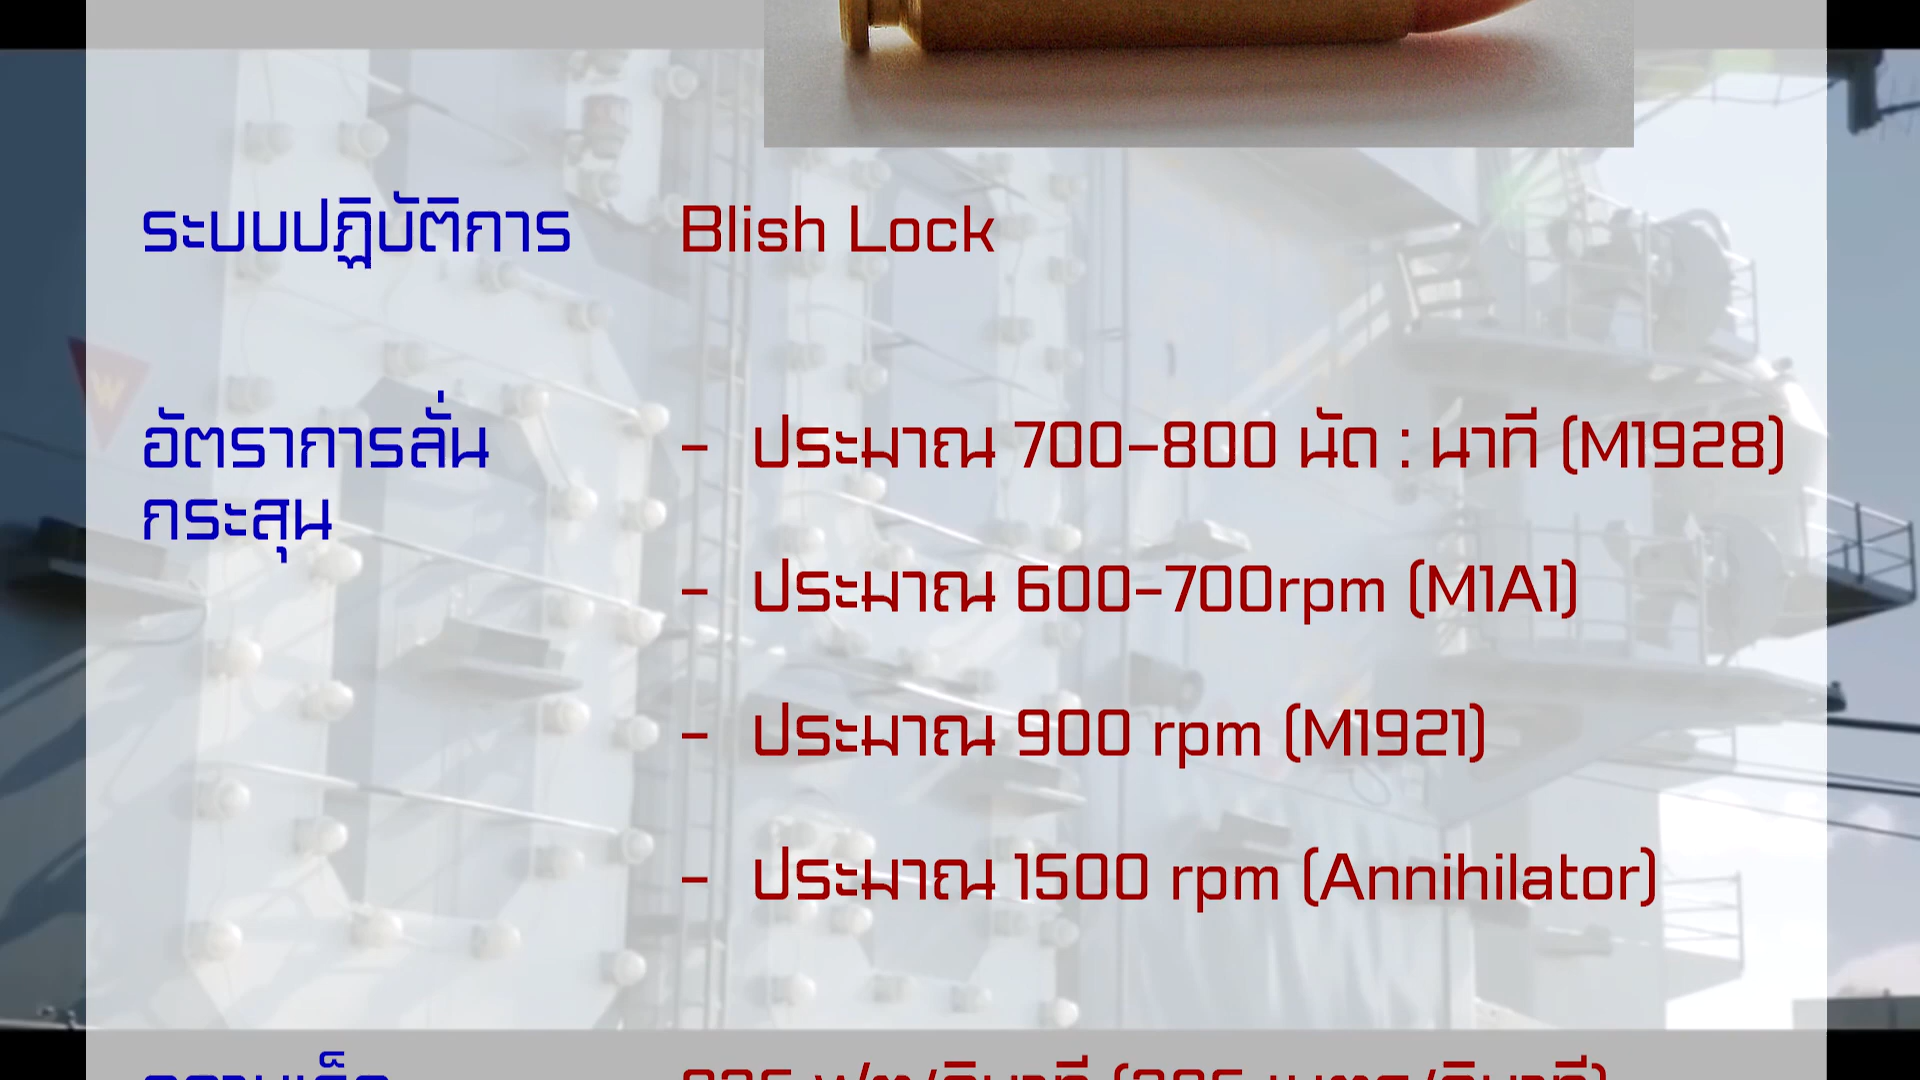 ระบบปฏิบัติการ Blish Lock
อัตราการลั่น - ประมาณ 700-800 นัด : นาที (M1928)
กระสุน
- ประมาณ 600-700rpm (M1A1)
- ประมาณ 900 rpm (M1921)
- ประมาณ 1500 rpm (Annihilator)